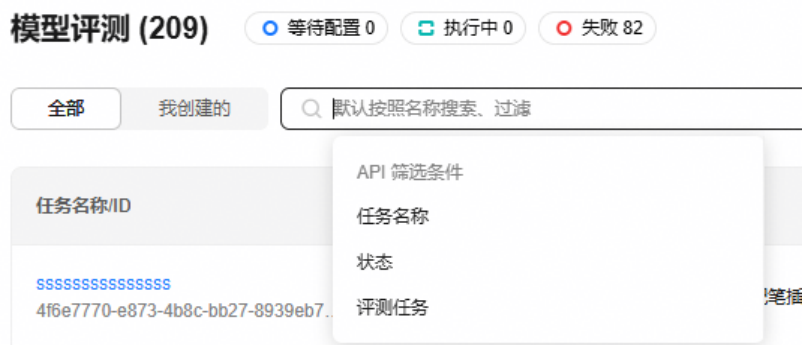 模型评测 (209) 等待配置 0 执行中 0 失败 82
全部 我创建的 默认按照名称搜索、过滤
API 筛选条件
任务名称/ID
任务名称
状态
ssssssssssssssss
笔插
4f6e7770-e873-4b8c-bb27-8939eb7...
评测任务